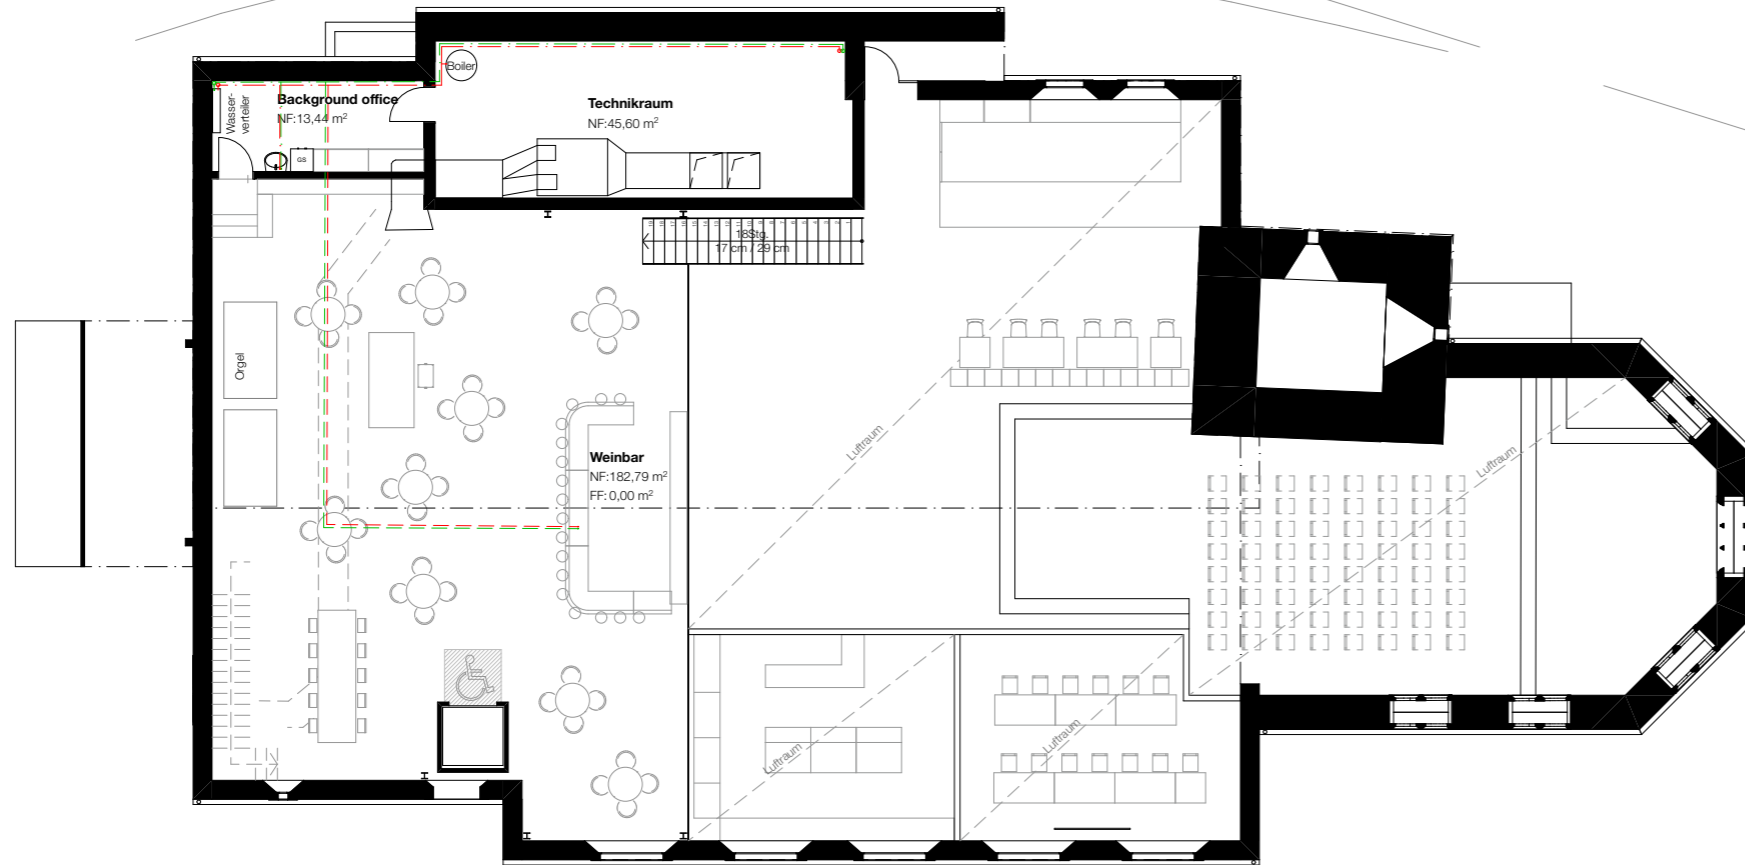 Boiler
Background office
NF:13,44 m²
Wasser-
verteiler
GS
Technikraum
NF:45,60 m²
18Stg.
17 cm / 29 cm
Orgel
Weinbar
NF:182,79 m²
FF: 0,00 m²
Luftraum
Luftraum
Luftraum
Luftraum